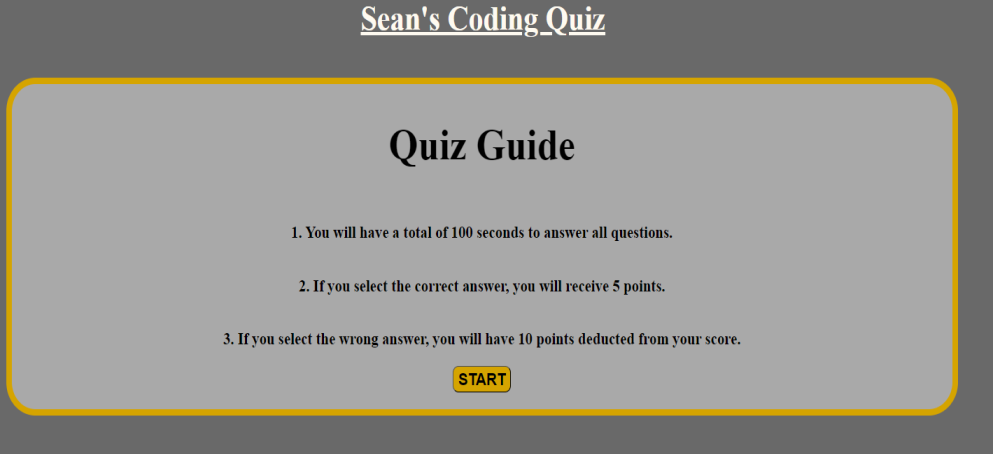 Sean's Coding Quiz
Quiz Guide
1. You will have a total of 100 seconds to answer all questions.
2. If you select the correct answer, you will receive 5 points.
3. If you select the wrong answer, you will have 10 points deducted from your score.
START